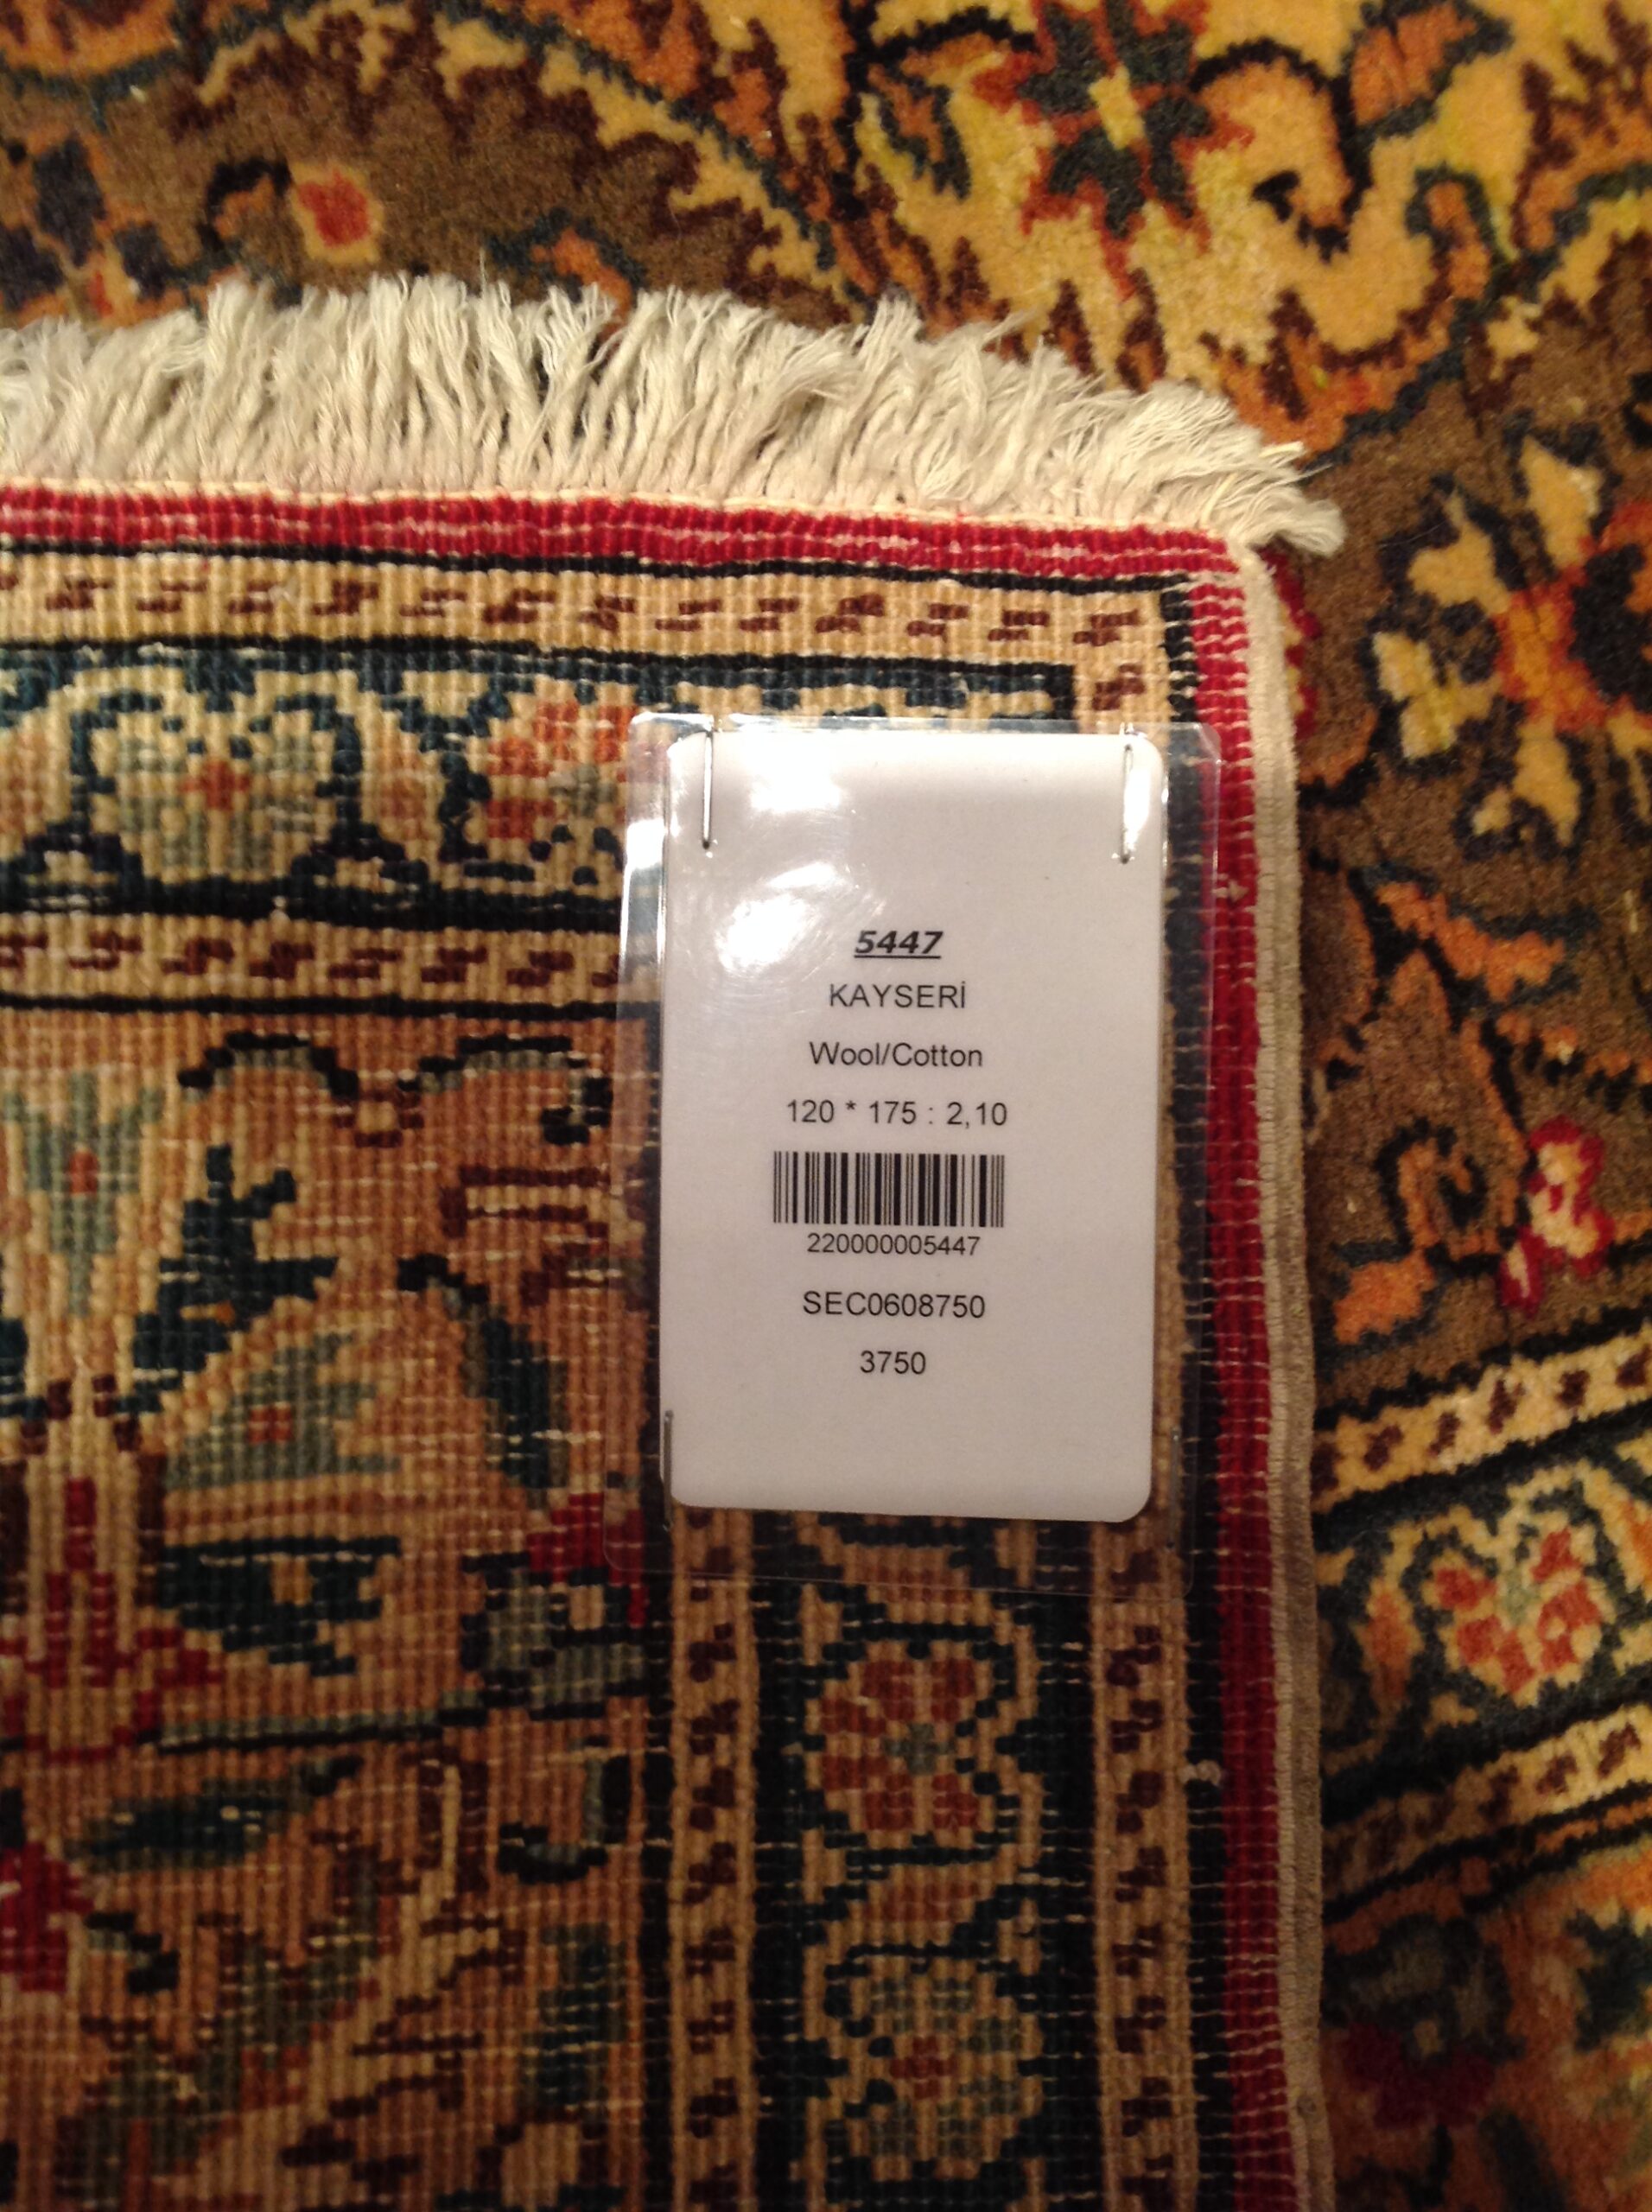 5447
KAYSERİ
Wool/Cotton
120 * 175 : 2,10
220000005447
SEC0608750
3750